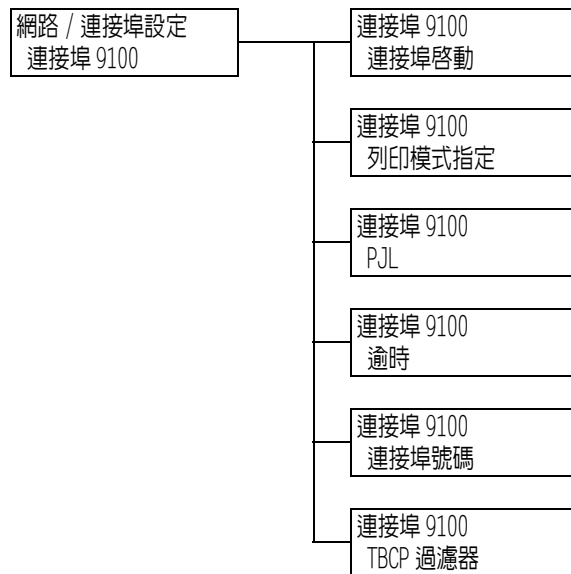 網路 / 連接埠設定
連接埠 9100
連接埠 9100
連接埠啓動
連接埠 9100
列印模式指定
連接埠 9100
PJL
連接埠 9100
逾時
連接埠 9100
連接埠號碼
連接埠 9100
TBCP 過濾器